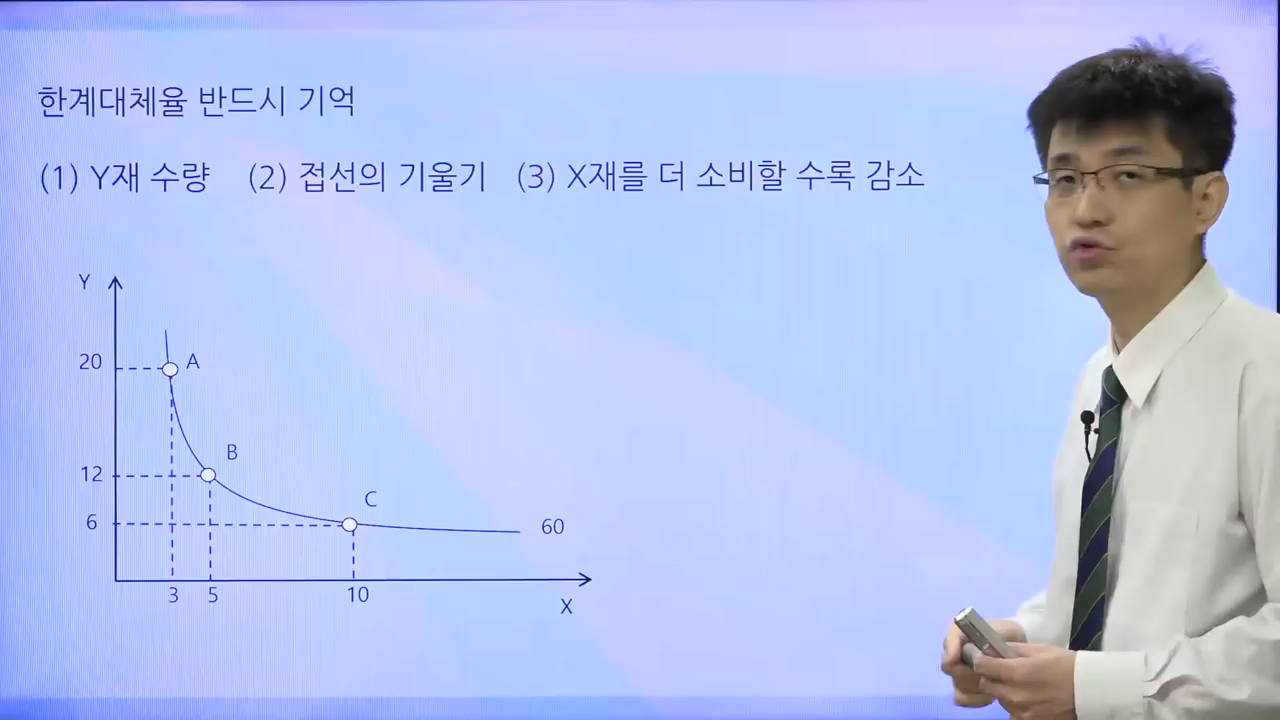 한계대체율 반드시 기억
(1) Y재 수량 (2) 접선의 기울기 (3) X재를 더 소비할 수록 감소
Y
20
A
B
12
C
6
60
3 5 10
X